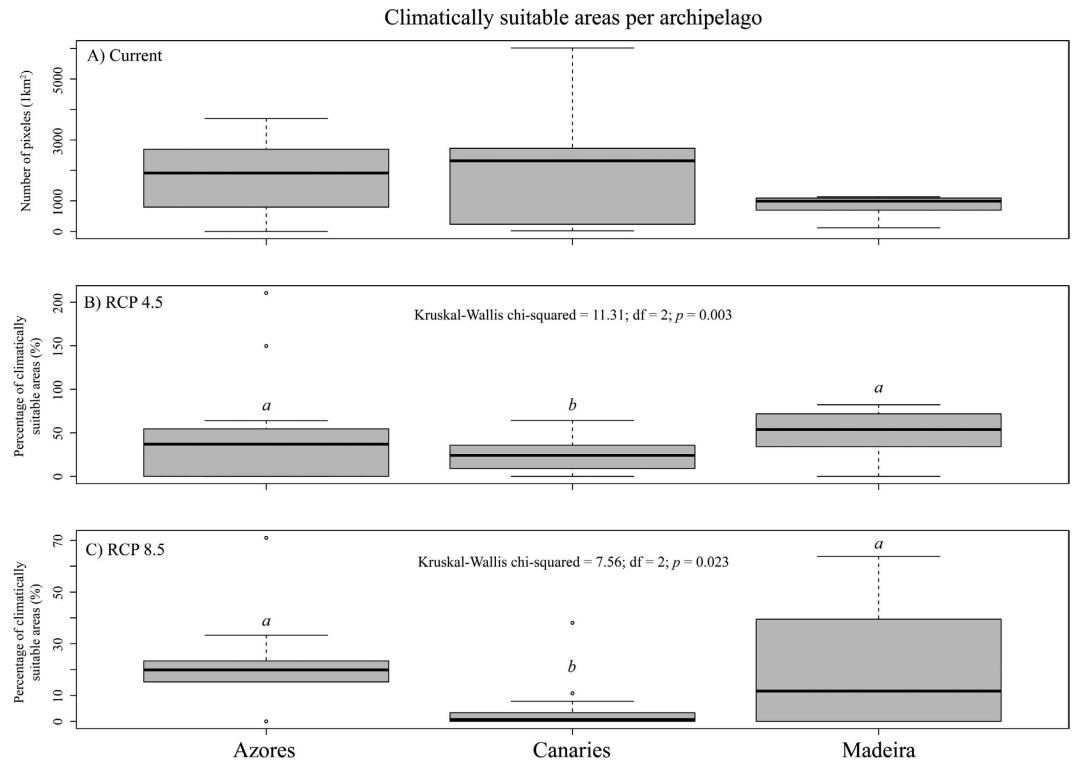 Climatically suitable areas per archipelago
A) Current
Number of pixeles (1km²)
5000
3000
1000
0
B) RCP 4.5
Kruskal-Wallis chi-squared = 11.31; df = 2; p = 0.003
Percentage of climatically
suitable areas (%)
200
150
100
50
0
a
b
a
C) RCP 8.5
Kruskal-Wallis chi-squared = 7.56; df = 2; p = 0.023
Percentage of climatically
suitable areas (%)
70
50
30
10
0
a
b
a
Azores
Canaries
Madeira